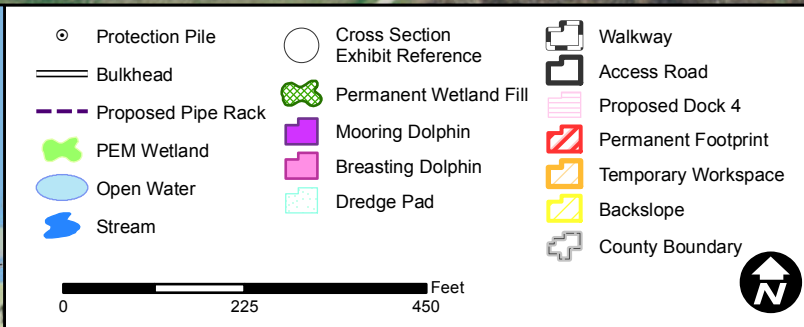 Protection Pile
Bulkhead
Proposed Pipe Rack
PEM Wetland
Open Water
Stream
Cross Section
Exhibit Reference
Permanent Wetland Fill
Mooring Dolphin
Breasting Dolphin
Dredge Pad
Walkway
Access Road
Proposed Dock 4
Permanent Footprint
Temporary Workspace
Backslope
County Boundary
Feet
0 225 450
N